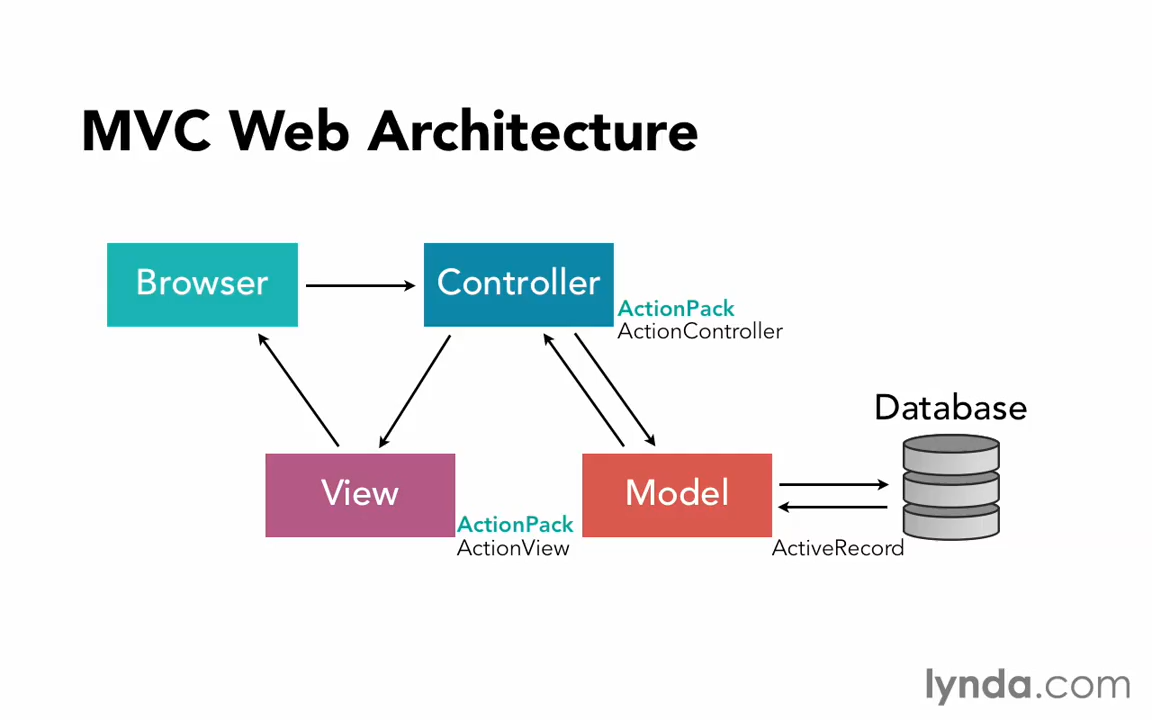 MVC Web Architecture
Browser
Controller
ActionPack
ActionController
Database
View
Model
ActionPack
ActionView
ActiveRecord
lynda.com